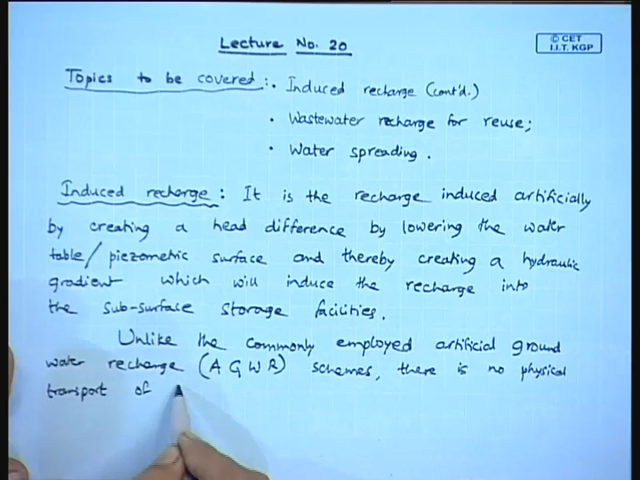 Lecture No. 20
© CET
I.I.T. KGP
Topics to be covered: • Induced recharge (cont'd.)
• Wastewater recharge for reuse;
• Water spreading.
Induced recharge: It is the recharge induced artificially
by creating a head difference by lowering the water
table/piezometric surface and thereby creating a hydraulic
gradient which will induce the recharge into
the sub-surface storage facilities.
Unlike the commonly employed artificial ground
water recharge (AGWR) schemes, there is no physical
transport of